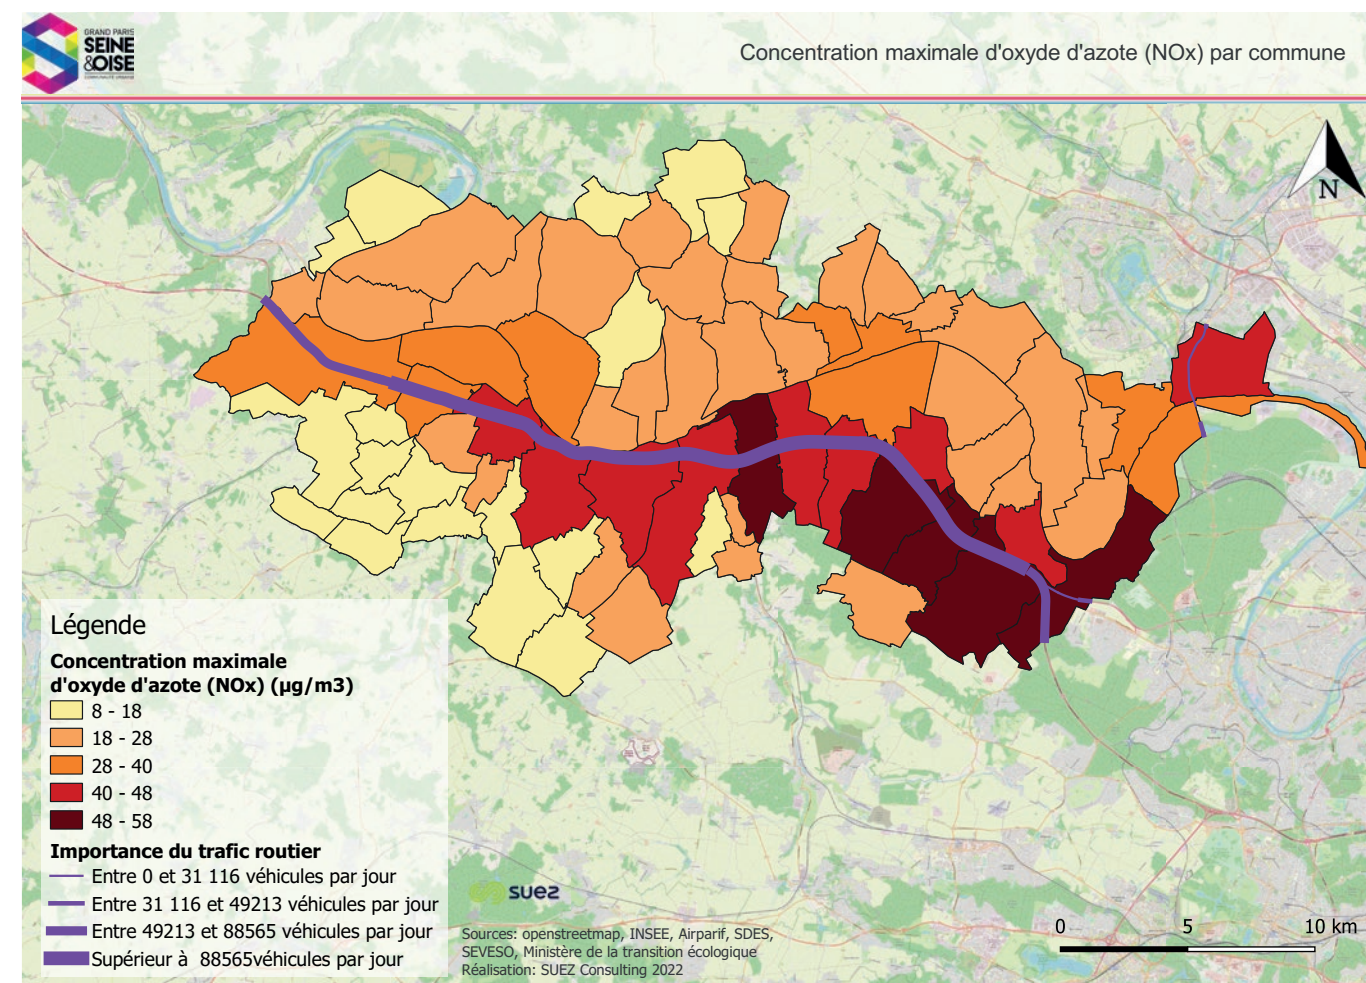 GRAND PARIS
SEINE
&OISE
COMMUNAUTÉ URBAINE
Concentration maximale d'oxyde d'azote (NOx) par commune
N
Légende
Concentration maximale
d'oxyde d'azote (NOx) (µg/m3)
8 - 18
18 - 28
28 - 40
40 - 48
48 - 58
Importance du trafic routier
Entre 0 et 31 116 véhicules par jour
Entre 31 116 et 49213 véhicules par jour
Entre 49213 et 88565 véhicules par jour
Supérieur à 88565véhicules par jour
suez
Sources: openstreetmap, INSEE, Airparif, SDES,
SEVESO, Ministère de la transition écologique
Réalisation: SUEZ Consulting 2022
0 5 10 km